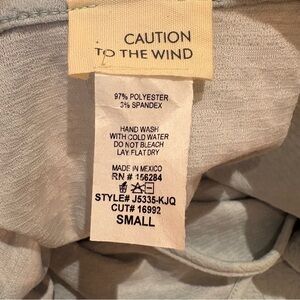 CAUTION
TO THE WIND
97% POLYESTER
3% SPANDEX
HAND WASH
WITH COLD WATER
DO NOT BLEACH
LAY FLAT DRY
MADE IN MEXICO
RN # 156284
STYLE# J5335-KJQ
CUT# 16992
SMALL